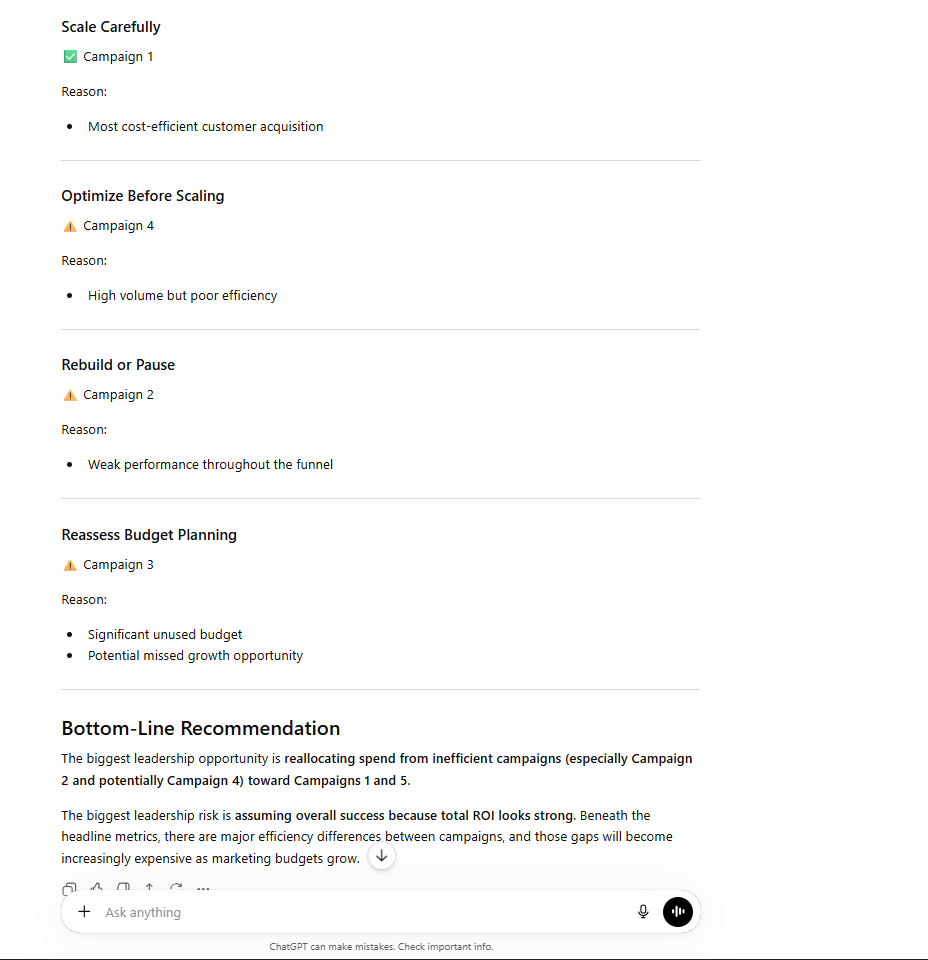 Scale Carefully
✅ Campaign 1
Reason:
• Most cost-efficient customer acquisition
Optimize Before Scaling
⚠️ Campaign 4
Reason:
• High volume but poor efficiency
Rebuild or Pause
⚠️ Campaign 2
Reason:
• Weak performance throughout the funnel
Reassess Budget Planning
⚠️ Campaign 3
Reason:
• Significant unused budget
• Potential missed growth opportunity
Bottom-Line Recommendation
The biggest leadership opportunity is reallocating spend from inefficient campaigns (especially Campaign
2 and potentially Campaign 4) toward Campaigns 1 and 5.
The biggest leadership risk is assuming overall success because total ROI looks strong. Beneath the
headline metrics, there are major efficiency differences between campaigns, and those gaps will become
increasingly expensive as marketing budgets grow.
Ask anything
ChatGPT can make mistakes. Check important info.